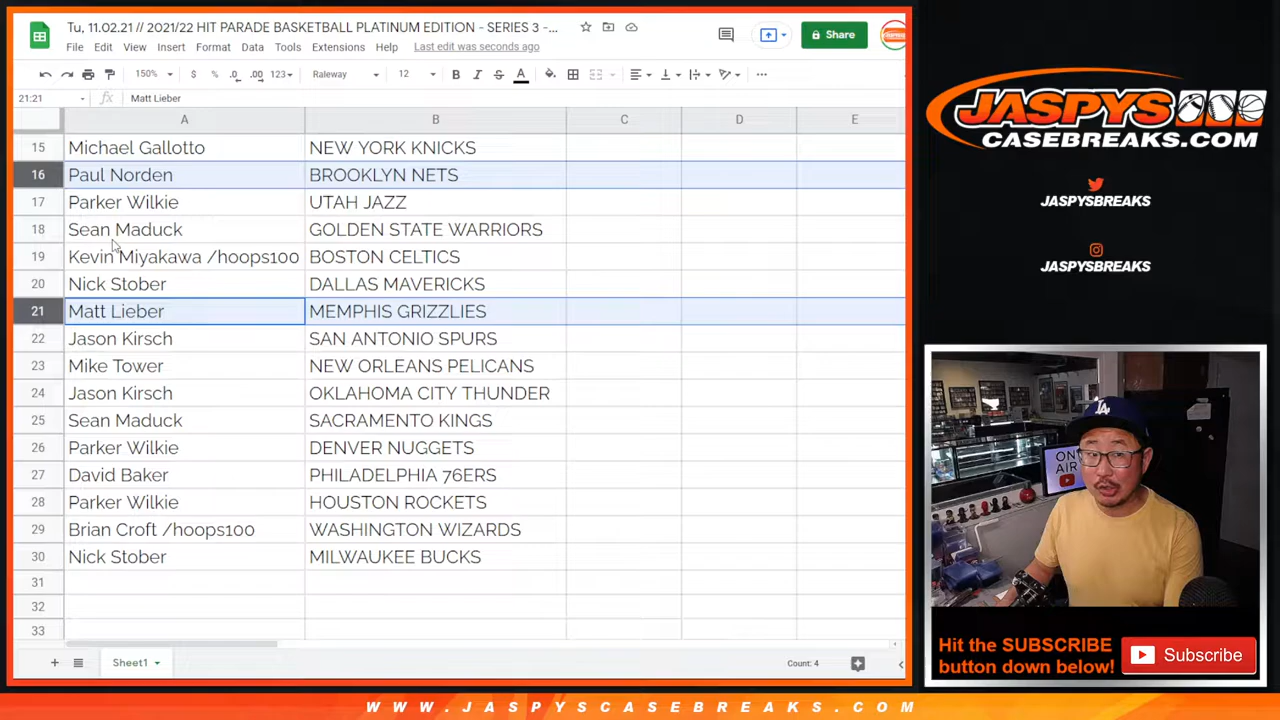 Tu, 11.02.21 // 2021/22 HIT PARADE BASKETBALL PLATINUM EDITION - SERIES 3 -...
File Edit View Insert Format Data Tools Extensions Help Last edit was seconds ago
Share
150% $ % .0 .00 123 Raleway 12 B I S A
21:21 fx Matt Lieber
A B C D E
15 Michael Gallotto NEW YORK KNICKS
16 Paul Norden BROOKLYN NETS
17 Parker Wilkie UTAH JAZZ
18 Sean Maduck GOLDEN STATE WARRIORS
19 Kevin Miyakawa /hoops100 BOSTON CELTICS
20 Nick Stober DALLAS MAVERICKS
21 Matt Lieber MEMPHIS GRIZZLIES
22 Jason Kirsch SAN ANTONIO SPURS
23 Mike Tower NEW ORLEANS PELICANS
24 Jason Kirsch OKLAHOMA CITY THUNDER
25 Sean Maduck SACRAMENTO KINGS
26 Parker Wilkie DENVER NUGGETS
27 David Baker PHILADELPHIA 76ERS
28 Parker Wilkie HOUSTON ROCKETS
29 Brian Croft /hoops100 WASHINGTON WIZARDS
30 Nick Stober MILWAUKEE BUCKS
31
32
33
Sheet1 Count: 4
JASPYS
CASEBREAKS.COM
JASPYSBREAKS
JASPYSBREAKS
LA
ON
AIR
Hit the SUBSCRIBE
button down below!
Subscribe
WWW.JASPYSCASEBREAKS.COM